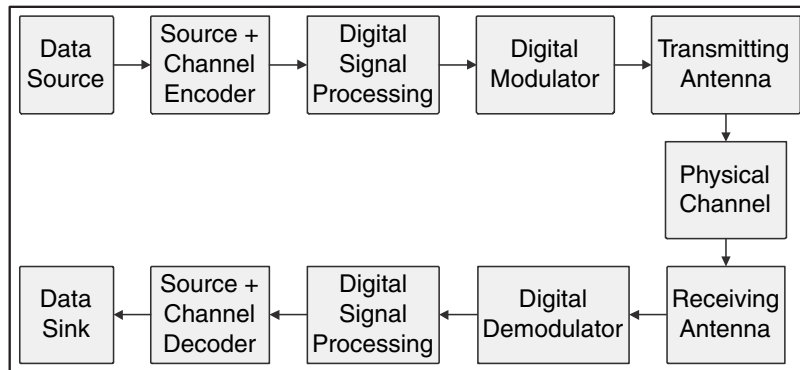 Data
Source
Source +
Channel
Encoder
Digital
Signal
Processing
Digital
Modulator
Transmitting
Antenna
Physical
Channel
Receiving
Antenna
Digital
Demodulator
Digital
Signal
Processing
Source +
Channel
Decoder
Data
Sink